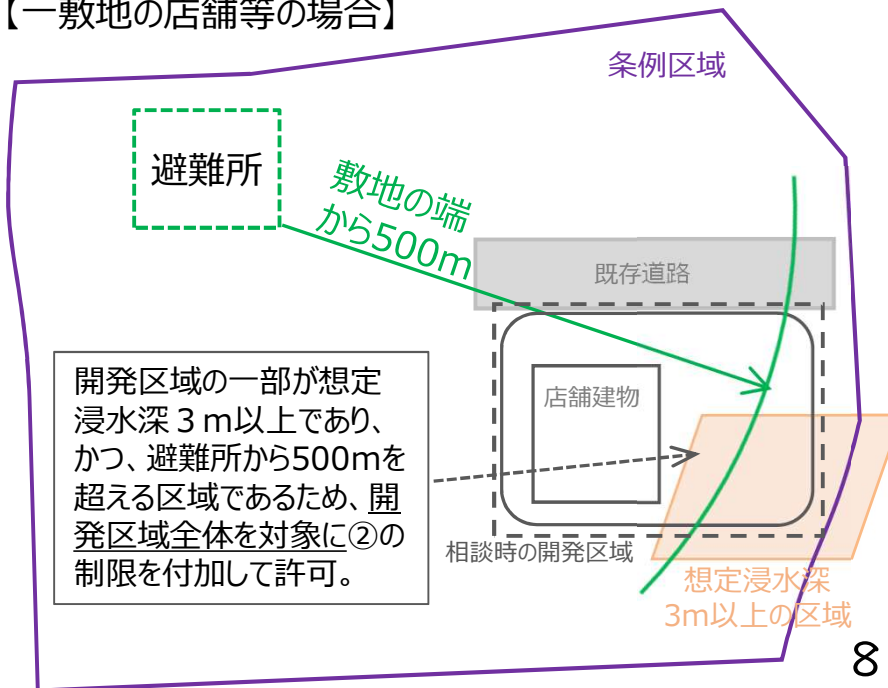 【一敷地の店舗等の場合】
条例区域
避難所
敷地の端
から500m
既存道路
開発区域の一部が想定
浸水深３ｍ以上であり、
かつ、避難所から500mを
超える区域であるため、開
発区域全体を対象に②の
制限を付加して許可。
店舗建物
相談時の開発区域
想定浸水深
3m以上の区域
8